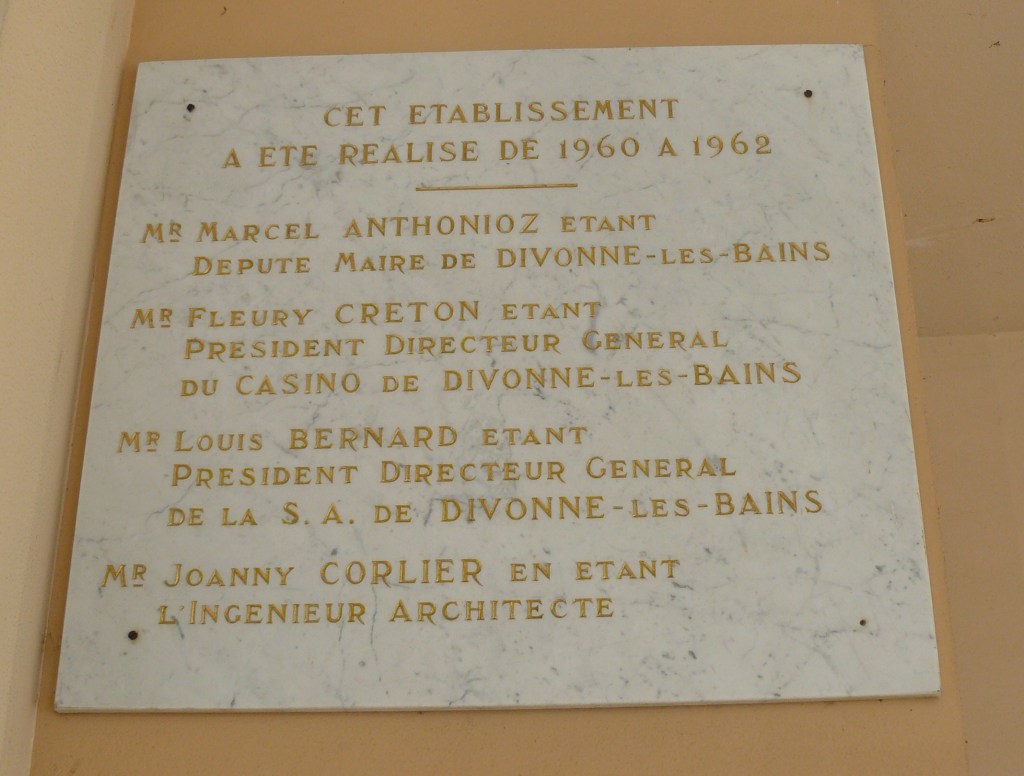 CET ETABLISSEMENT
A ETE REALISE DE 1960 A 1962
MR MARCEL ANTHONIOZ ETANT
DEPUTE MAIRE DE DIVONNE-LES-BAINS
MR FLEURY CRETON ETANT
PRESIDENT DIRECTEUR GENERAL
DU CASINO DE DIVONNE-LES-BAINS
MR LOUIS BERNARD ETANT
PRESIDENT DIRECTEUR GENERAL
DE LA S.A. DE DIVONNE-LES-BAINS
MR JOANNY CORLIER EN ETANT
L'INGENIEUR ARCHITECTE